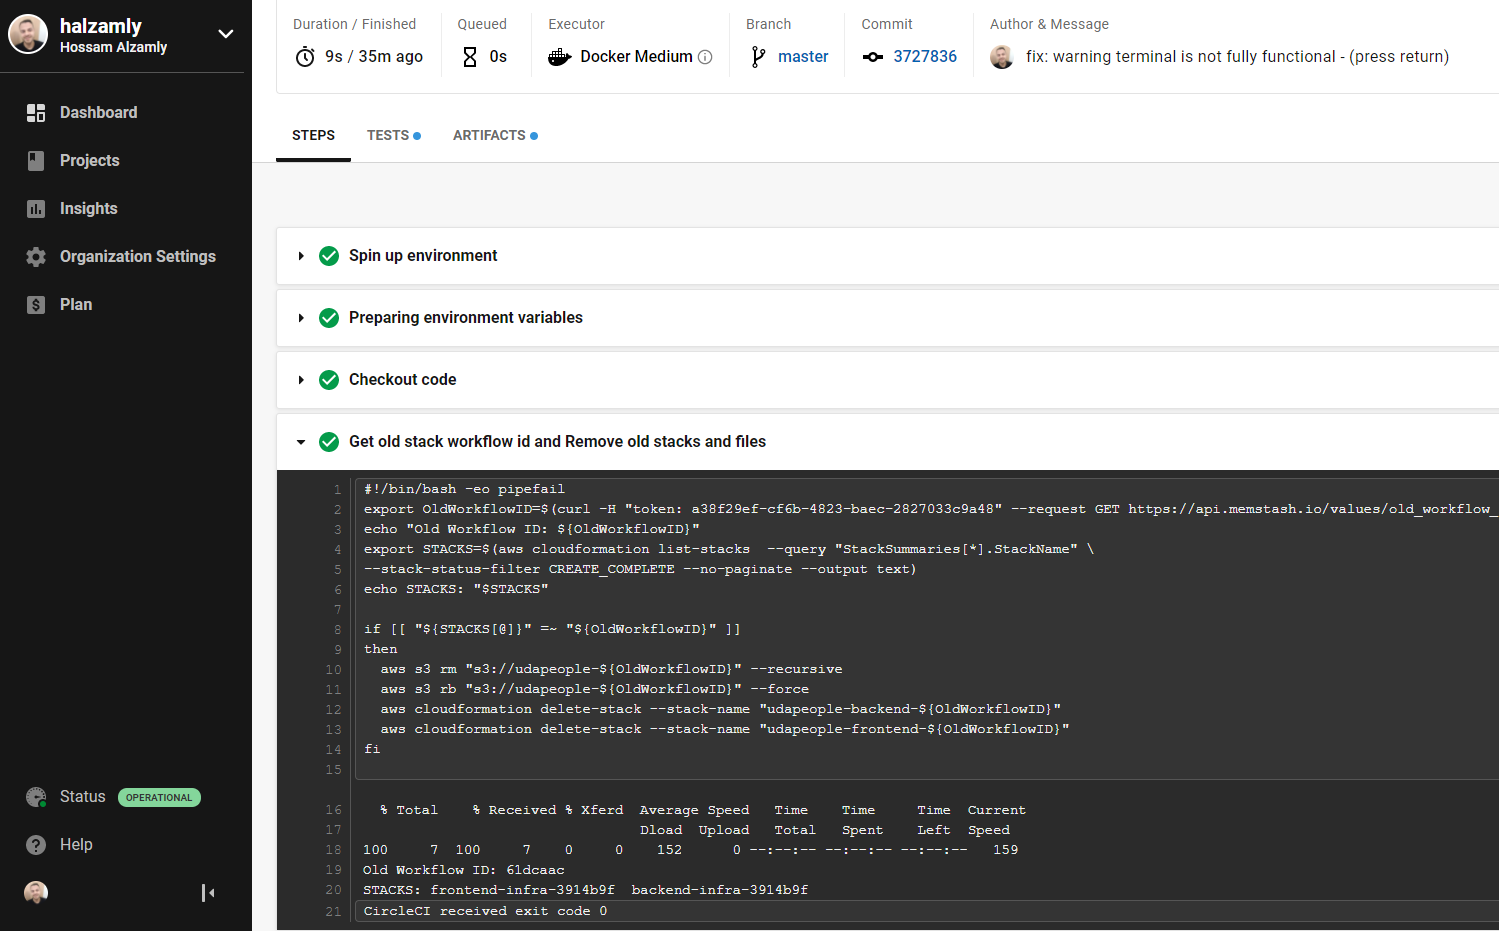 halzamly
Hossam Alzamly
Dashboard
Projects
Insights
Organization Settings
Plan
Status OPERATIONAL
Help
Duration / Finished
9s / 35m ago
Queued
0s
Executor
Docker Medium
Branch
master
Commit
3727836
Author & Message
fix: warning terminal is not fully functional - (press return)
STEPS
TESTS
ARTIFACTS
Spin up environment
Preparing environment variables
Checkout code
Get old stack workflow id and Remove old stacks and files
1 #!/bin/bash -eo pipefail
2 export OldWorkflowID=$(curl -H "token: a38f29ef-cf6b-4823-baec-2827033c9a48" --request GET https://api.memstash.io/values/old_workflow_
3 echo "Old Workflow ID: ${OldWorkflowID}"
4 export STACKS=$(aws cloudformation list-stacks  --query "StackSummaries[*].StackName" \
5 --stack-status-filter CREATE_COMPLETE --no-paginate --output text)
6 echo STACKS: "$STACKS"
7
8 if [[ "${STACKS[@]}" =~ "${OldWorkflowID}" ]]
9 then
10   aws s3 rm "s3://udapeople-${OldWorkflowID}" --recursive
11   aws s3 rb "s3://udapeople-${OldWorkflowID}" --force
12   aws cloudformation delete-stack --stack-name "udapeople-backend-${OldWorkflowID}"
13   aws cloudformation delete-stack --stack-name "udapeople-frontend-${OldWorkflowID}"
14 fi
15
16   % Total    % Received % Xferd  Average Speed   Time    Time     Time  Current
17                                  Dload  Upload   Total   Spent    Left  Speed
18 100     7  100     7    0     0    152      0 --:--:-- --:--:-- --:--:--   159
19 Old Workflow ID: 61dcaac
20 STACKS: frontend-infra-3914b9f  backend-infra-3914b9f
21 CircleCI received exit code 0